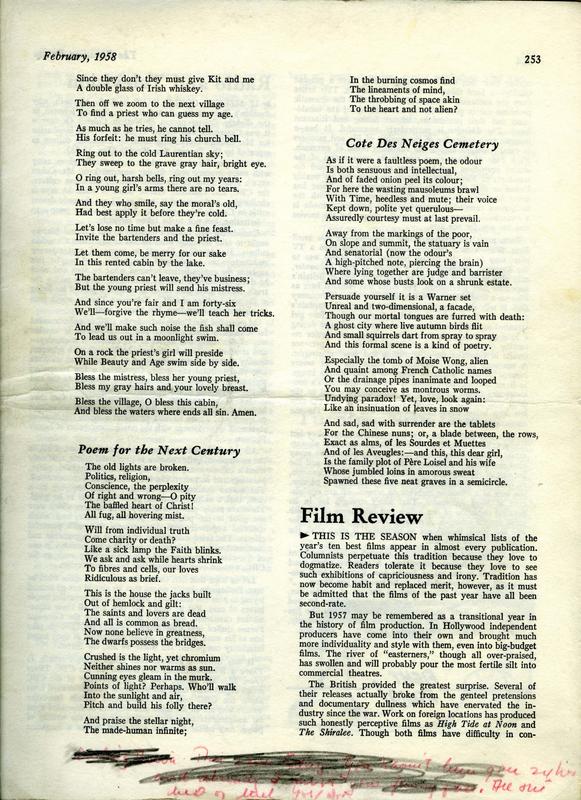 February, 1958
253
Since they don't they must give Kit and me
A double glass of Irish whiskey.
Then off we zoom to the next village
To find a priest who can guess my age.
As much as he tries, he cannot tell.
His forfeit: he must ring his church bell.
Ring out to the cold Laurentian sky;
They sweep to the grave gray hair, bright eye.
O ring out, harsh bells, ring out my years:
In a young girl's arms there are no tears.
And they who smile, say the moral's old,
Had best apply it before they're cold.
Let's lose no time but make a fine feast.
Invite the bartenders and the priest.
Let them come, be merry for our sake
In this rented cabin by the lake.
The bartenders can't leave, they've business;
But the young priest will send his mistress.
And since you're fair and I am forty-six
We'll—forgive the rhyme—we'll teach her tricks.
And we'll make such noise the fish shall come
To lead us out in a moonlight swim.
On a rock the priest's girl will preside
While Beauty and Age swim side by side.
Bless the mistress, bless her young priest,
Bless my gray hairs and your lovely breast.
Bless the village, O bless this cabin,
And bless the waters where ends all sin. Amen.
Poem for the Next Century
The old lights are broken.
Politics, religion,
Conscience, the perplexity
Of right and wrong—O pity
The baffled heart of Christ!
All fug, all hovering mist.
Will from individual truth
Come charity or death?
Like a sick lamp the Faith blinks.
We ask and ask while hearts shrink
To fibres and cells, our loves
Ridiculous as brief.
This is the house the jacks built
Out of hemlock and gilt:
The saints and lovers are dead
And all is common as bread.
Now none believe in greatness,
The dwarfs possess the bridges.
Crushed is the light, yet chromium
Neither shines nor warms as sun.
Cunning eyes gleam in the murk.
Points of light? Perhaps. Who'll walk
Into the sunlight and air,
Pitch and build his folly there?
And praise the stellar night,
The made-human infinite;
In the burning cosmos find
The lineaments of mind,
The throbbing of space akin
To the heart and not alien?
Cote Des Neiges Cemetery
As if it were a faultless poem, the odour
Is both sensuous and intellectual,
And of faded onion peel its colour;
For here the wasting mausoleums brawl
With Time, heedless and mute; their voice
Kept down, polite yet querulous—
Assuredly courtesy must at last prevail.
Away from the markings of the poor,
On slope and summit, the statuary is vain
And senatorial (now the odour's
A high-pitched note, piercing the brain)
Where lying together are judge and barrister
And some whose busts look on a shrunk estate.
Persuade yourself it is a Warner set
Unreal and two-dimensional, a facade,
Though our mortal tongues are furred with death:
A ghost city where live autumn birds flit
And small squirrels dart from spray to spray
And this formal scene is a kind of poetry.
Especially the tomb of Moise Wong, alien
And quaint among French Catholic names
Or the drainage pipes inanimate and looped
You may conceive as montrous worms.
Undying paradox! Yet, love, look again:
Like an insinuation of leaves in snow
And sad, sad with surrender are the tablets
For the Chinese nuns; or, a blade between, the rows,
Exact as alms, of les Sourdes et Muettes
And of les Aveugles:—and this, this dear girl,
Is the family plot of Père Loisel and his wife
Whose jumbled loins in amorous sweat
Spawned these five neat graves in a semicircle.
Film Review
► THIS IS THE SEASON when whimsical lists of the
year's ten best films appear in almost every publication.
Columnists perpetuate this tradition because they love to
dogmatize. Readers tolerate it because they love to see
such exhibitions of capriciousness and irony. Tradition has
now become habit and replaced merit, however, as it must
be admitted that the films of the past year have all been
second-rate.
But 1957 may be remembered as a transitional year in
the history of film production. In Hollywood independent
producers have come into their own and brought much
more individuality and style with them, even into big-budget
films. The river of "easterners," though all over-praised,
has swollen and will probably pour the most fertile silt into
commercial theatres.
The British provided the greatest surprise. Several of
their releases actually broke from the genteel pretensions
and documentary dullness which have enervated the in-
dustry since the war. Work on foreign locations has produced
such honestly perceptive films as High Tide at Noon and
The Shiralee. Though both films have difficulty in con-